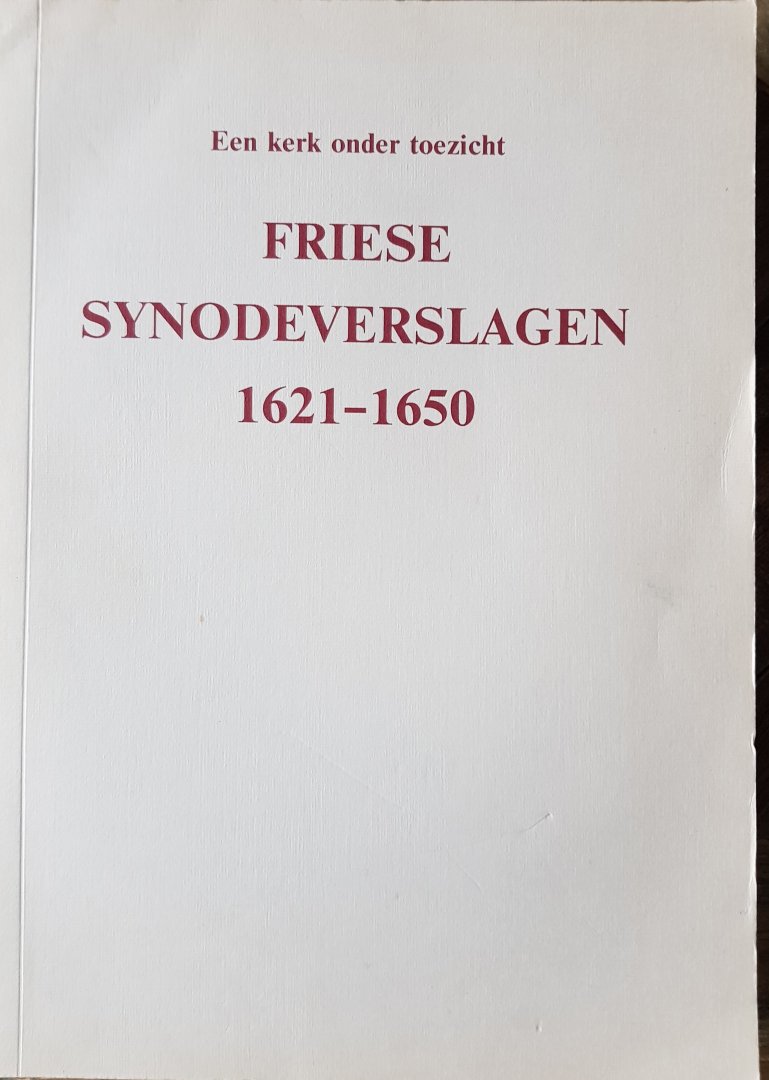 Een kerk onder toezicht
FRIESE
SYNODEVERSLAGEN
1621–1650